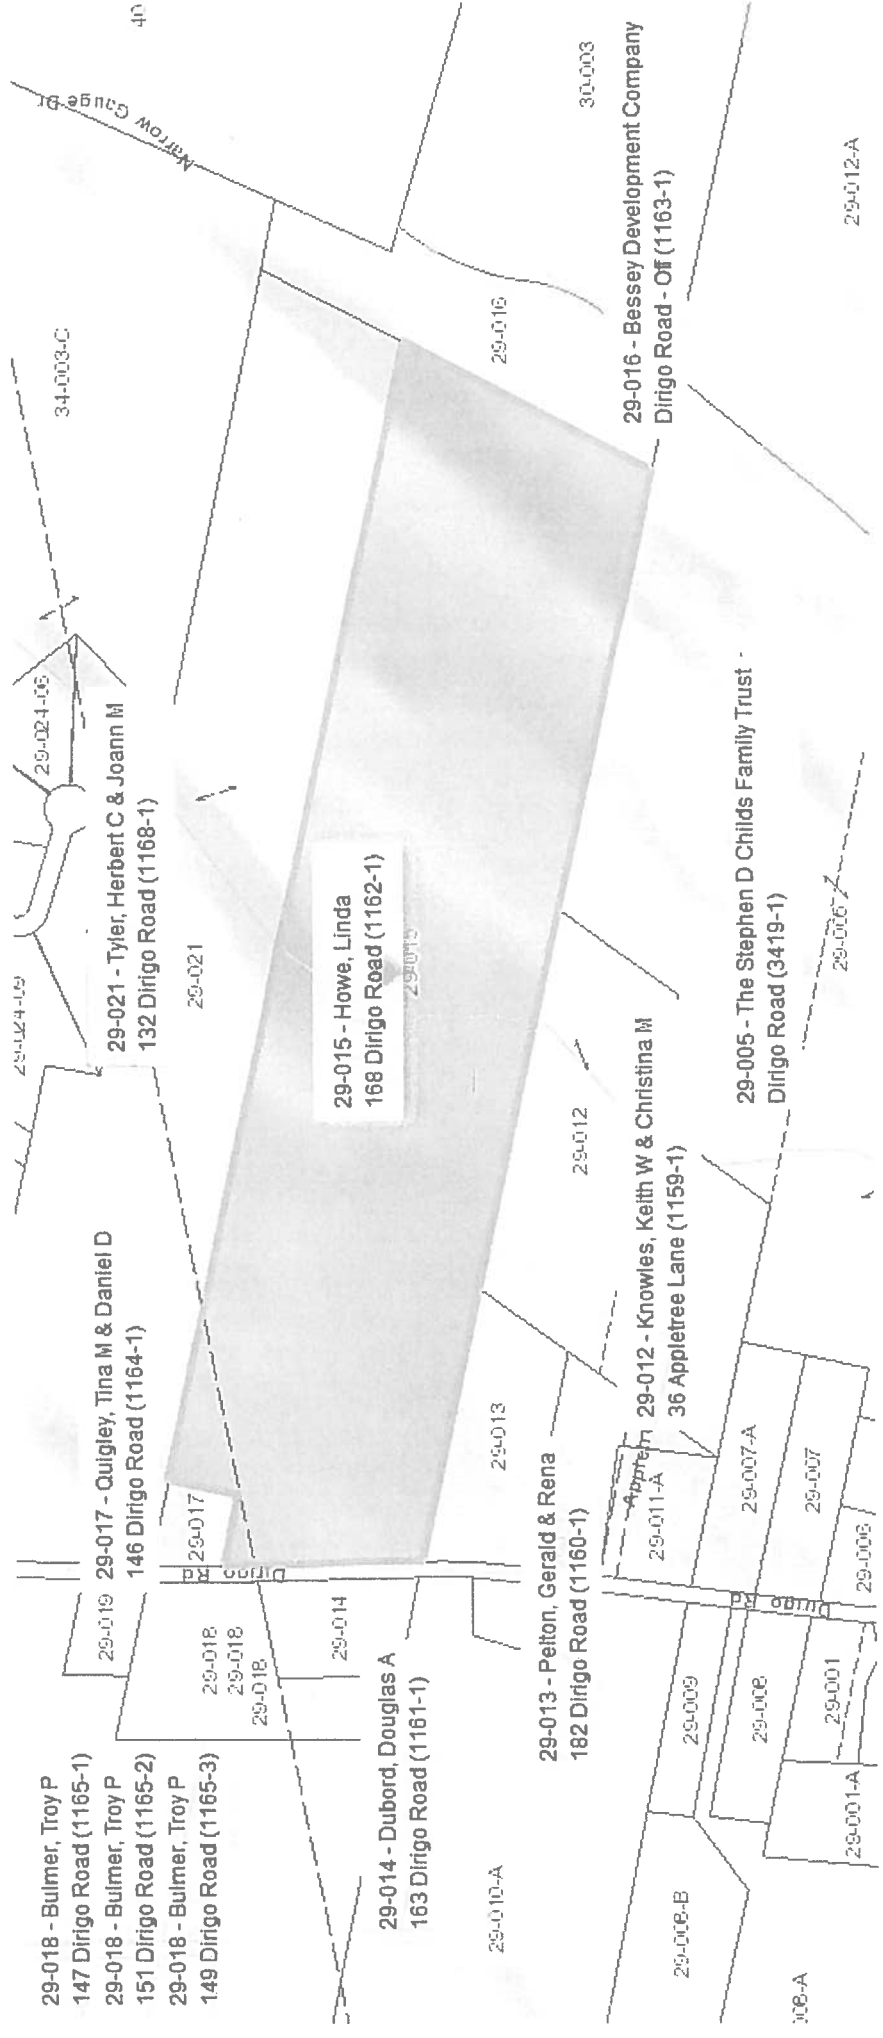 29-018 - Bulmer, Troy P
147 Dirigo Road (1165-1)
29-018 - Bulmer, Troy P
151 Dirigo Road (1165-2)
29-018 - Bulmer, Troy P
149 Dirigo Road (1165-3)
29-019
29-018
29-018
29-018
29-014
29-014 - Dubord, Douglas A
163 Dirigo Road (1161-1)
29-010-A
29-017 - Quigley, Tina M & Daniel D
146 Dirigo Road (1164-1)
29-017
Dirigo Rd
29-013
29-013 - Pelton, Gerald & Rena
182 Dirigo Road (1160-1)
29-024-09
29-024-06
29-021 - Tyler, Herbert C & Joann M
132 Dirigo Road (1168-1)
29-021
34-003-C
40
Narrow Gauge Dr
29-015 - Howe, Linda
168 Dirigo Road (1162-1)
29-015
29-016
30-003
29-016 - Bessey Development Company
Dirigo Road - Off (1163-1)
29-012-A
29-012
29-012 - Knowles, Keith W & Christina M
36 Appletree Lane (1159-1)
29-005 - The Stephen D Childs Family Trust -
Dirigo Road (3419-1)
29-011-A
29-007-A
29-007
29-006
Dirigo Rd
29-009
29-008
29-001
29-001-A
29-008-B